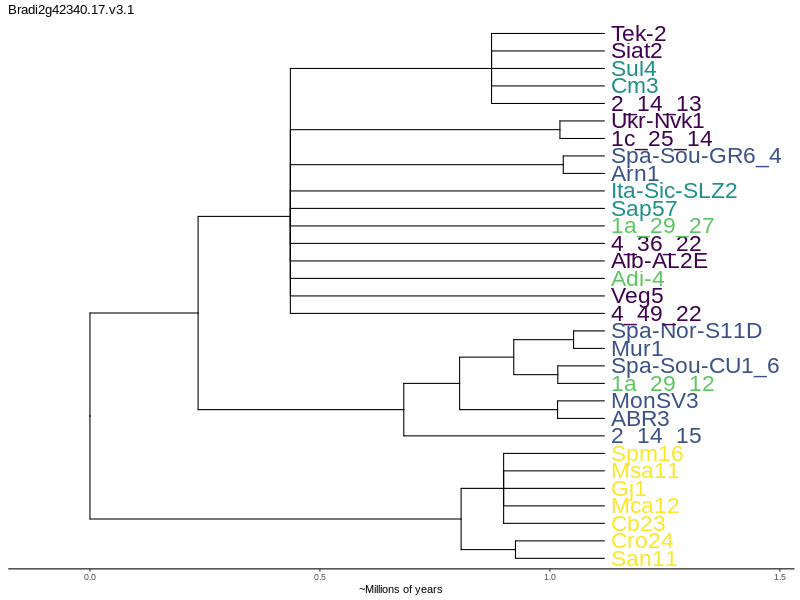 Bradi2g42340.17.v3.1
Tek-2
Siat2
Sul4
Cm3
2_14_13
Ukr-Nvk1
1c_25_14
Spa-Sou-GR6_4
Arn1
Ita-Sic-SLZ2
Sap57
1a_29_27
4_36_22
Alb-AL2E
Adi-4
Veg5
4_49_22
Spa-Nor-S11D
Mur1
Spa-Sou-CU1_6
1a_29_12
MonSV3
ABR3
2_14_15
Spm16
Msa11
Gj1
Mca12
Cb23
Cro24
San11
0.0 0.5 1.0 1.5
~Millions of years